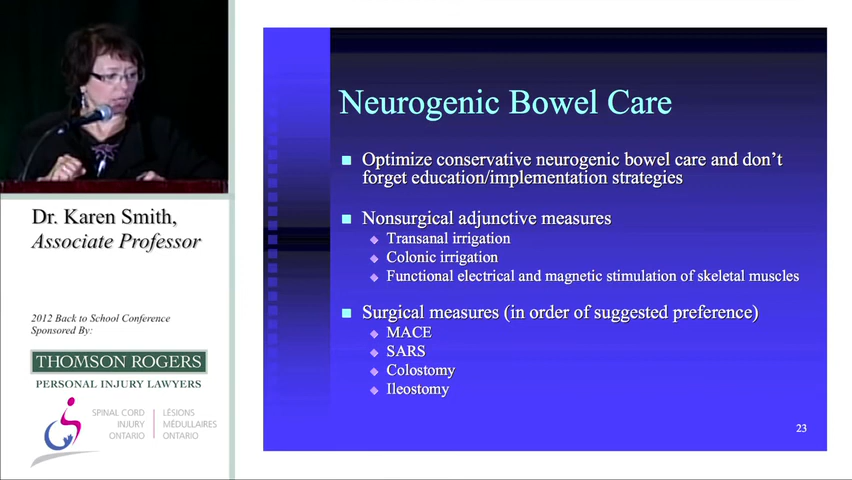 Dr. Karen Smith,
Associate Professor
2012 Back to School Conference
Sponsored By:
THOMSON ROGERS
PERSONAL INJURY LAWYERS
SPINAL CORD
INJURY
ONTARIO
LÉSIONS
MÉDULLAIRES
ONTARIO
Neurogenic Bowel Care
Optimize conservative neurogenic bowel care and don't
forget education/implementation strategies
Nonsurgical adjunctive measures
Transanal irrigation
Colonic irrigation
Functional electrical and magnetic stimulation of skeletal muscles
Surgical measures (in order of suggested preference)
MACE
SARS
Colostomy
Ileostomy
23